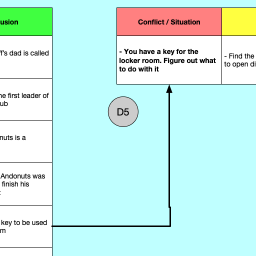 usion
Conflict / Situation
f's dad is called
- You have a key for the
locker room. Figure out what
to do with it
- Find the
to open di
he first leader of
ub
D5
nuts is a
Andonuts was
finish his
key to be used
m